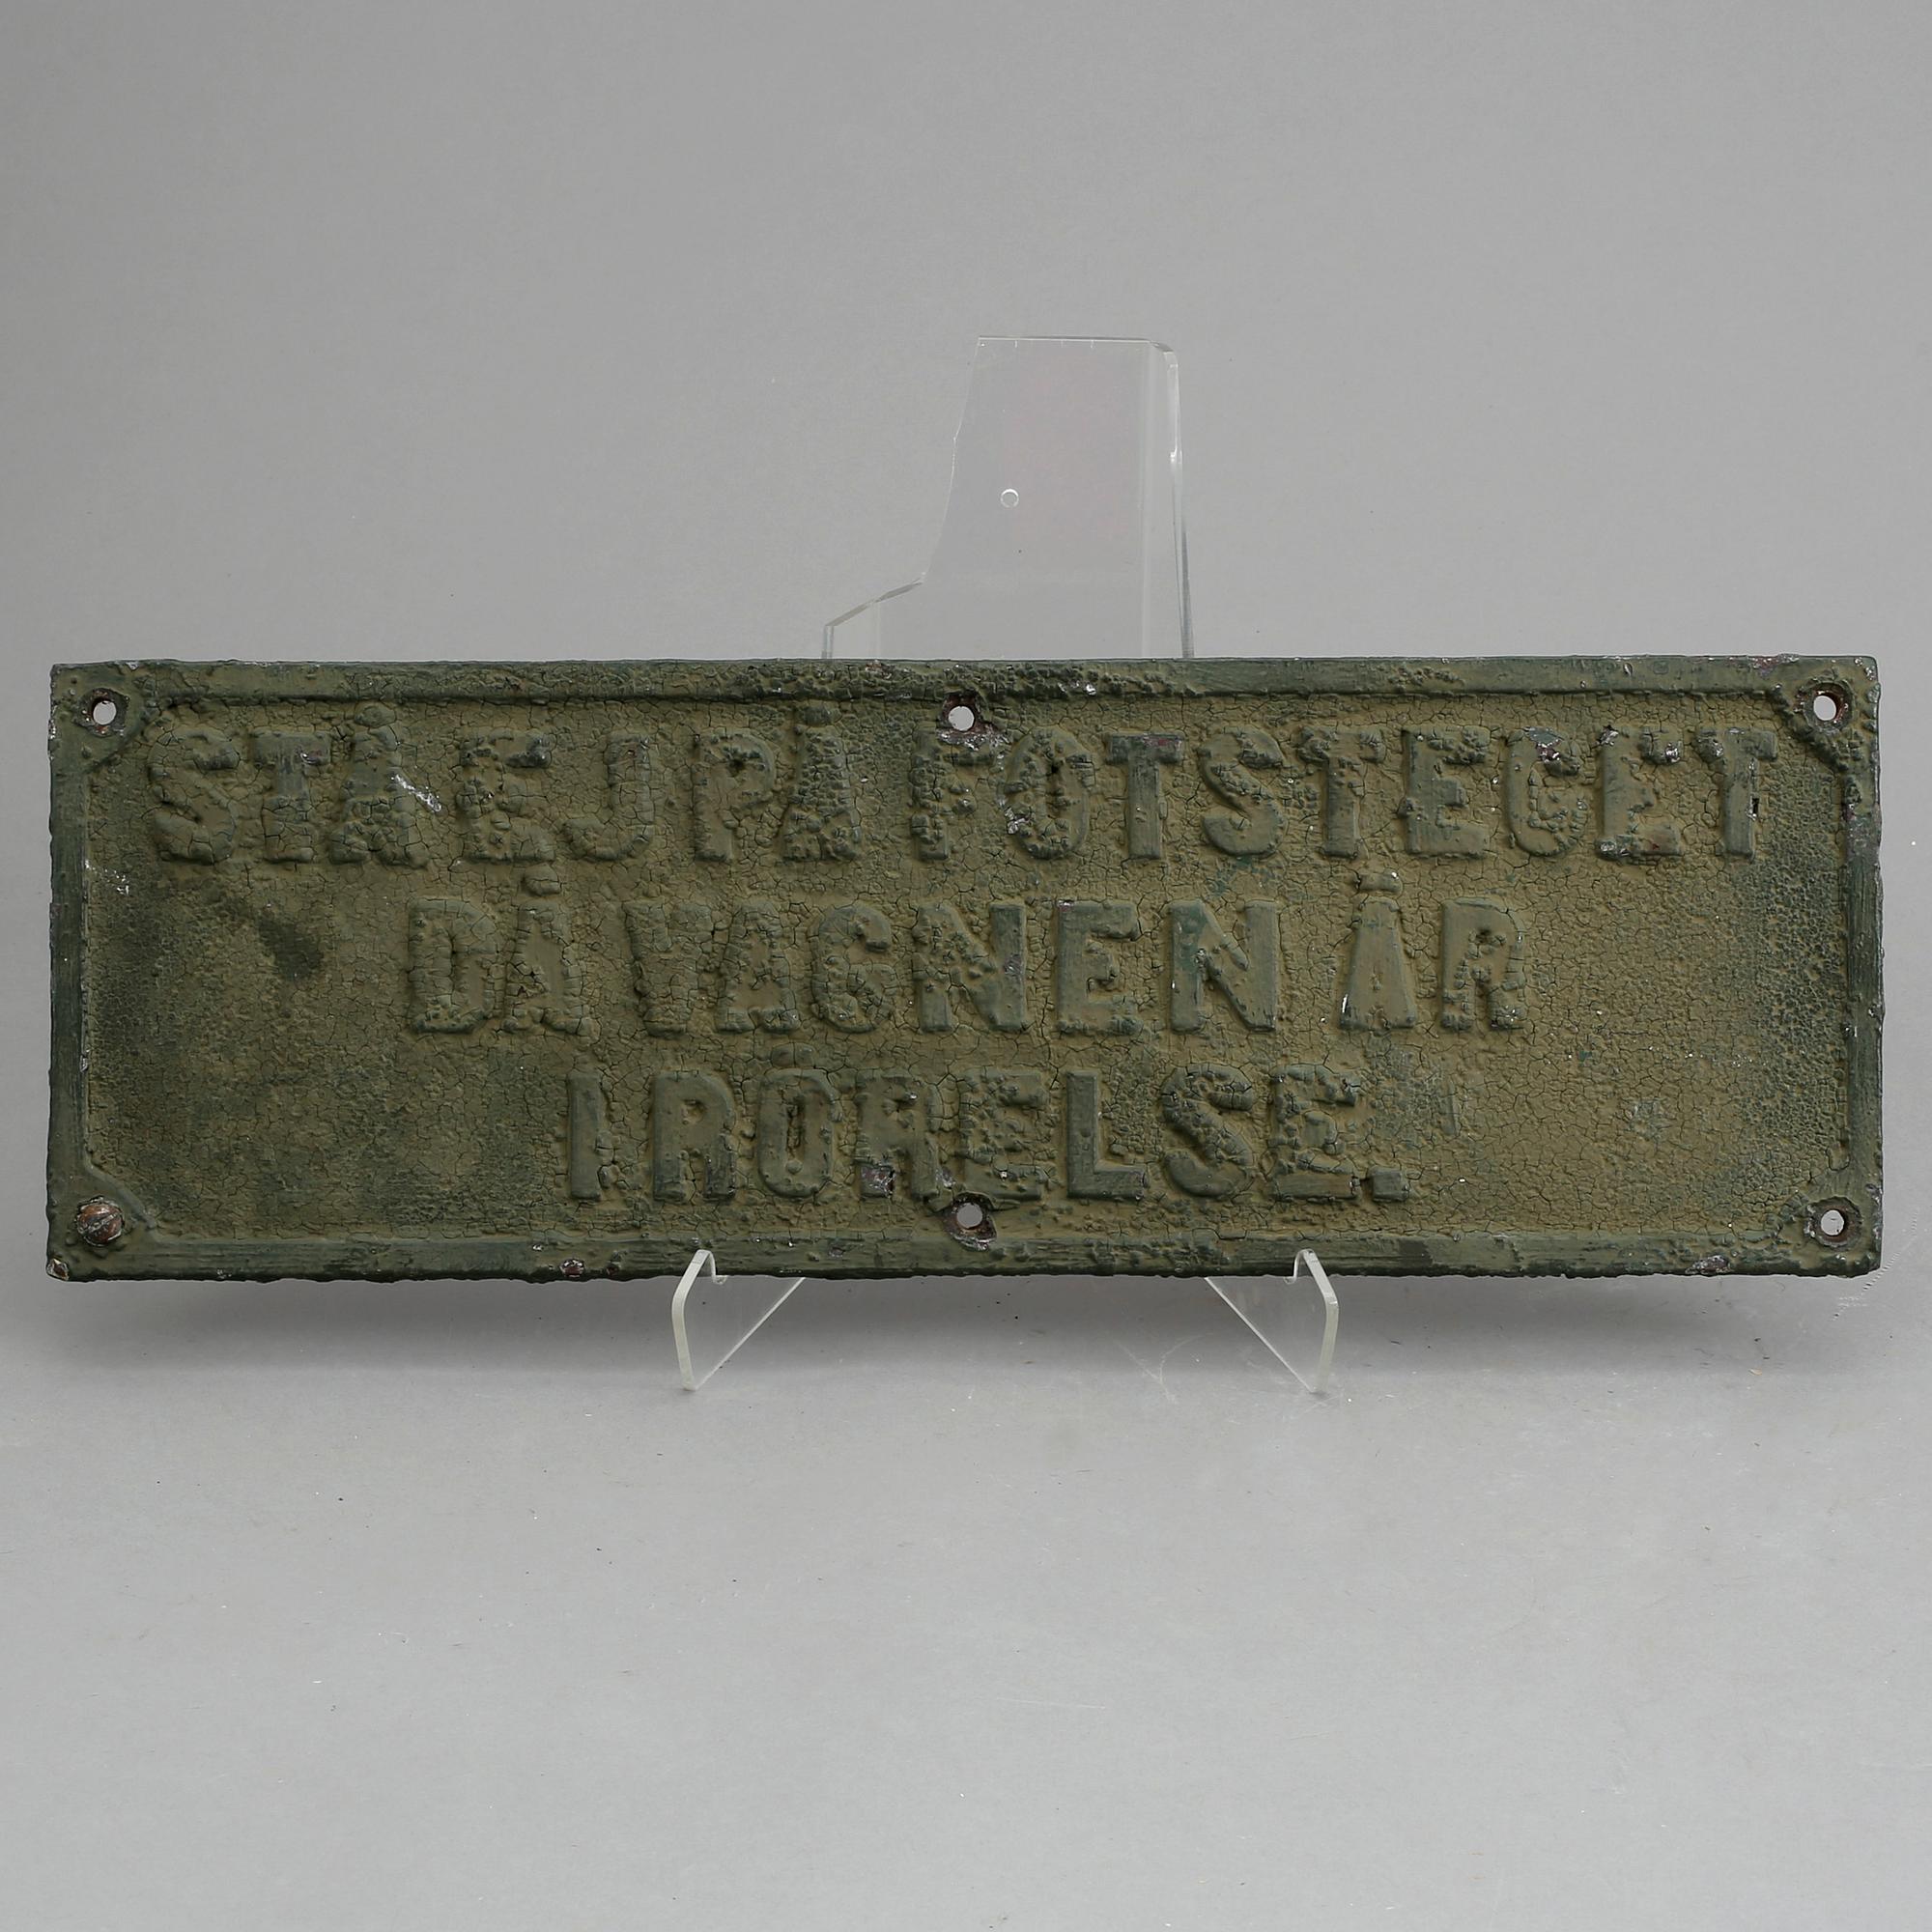 STÅ EJ PÅ FOTSTEGET
DÅ VAGNEN ÄR
I RÖRELSE.